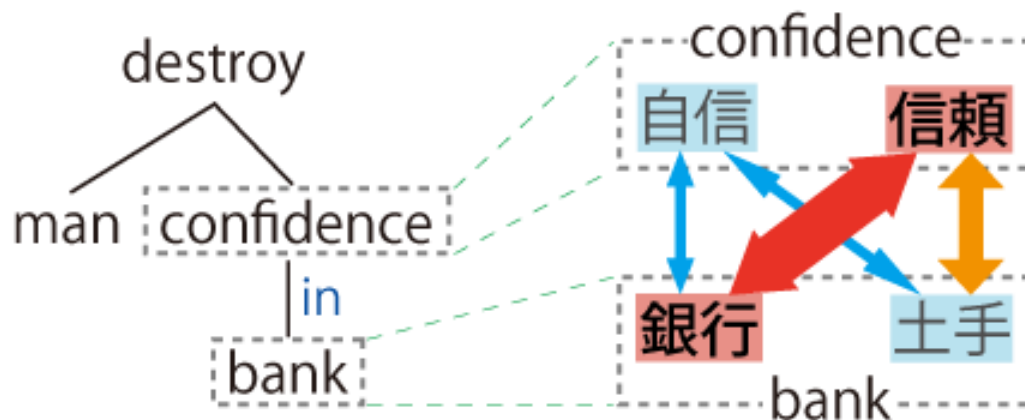 destroy
man confidence
in
bank
confidence
自信 信頼
銀行 土手
bank